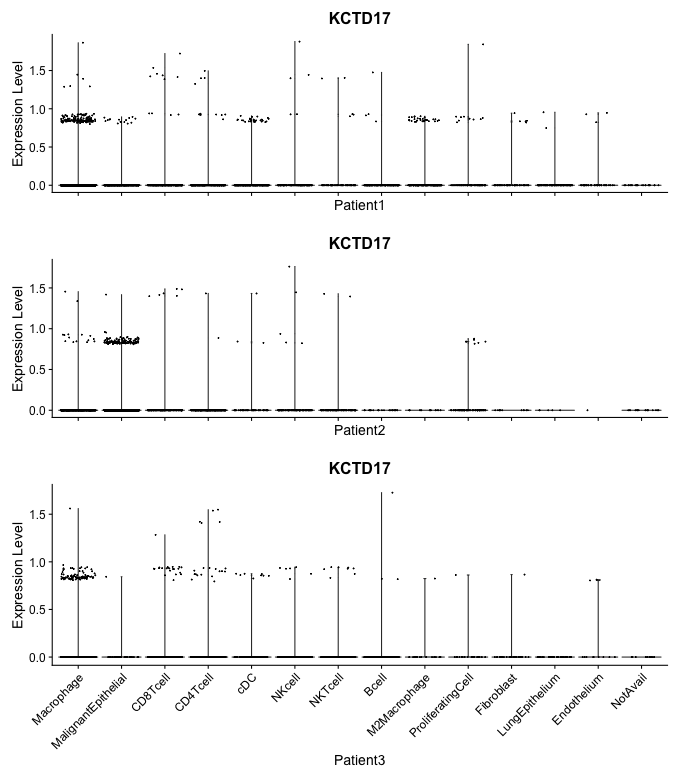 KCTD17
Expression Level
1.5
1.0
0.5
0.0
Patient1
KCTD17
Expression Level
1.5
1.0
0.5
0.0
Patient2
KCTD17
Expression Level
1.5
1.0
0.5
0.0
Macrophage
MalignantEpithelial
CD8Tcell
CD4Tcell
cDC
NKcell
NKTcell
Bcell
M2Macrophage
ProliferatingCell
Fibroblast
LungEpithelium
Endothelium
NotAvail
Patient3